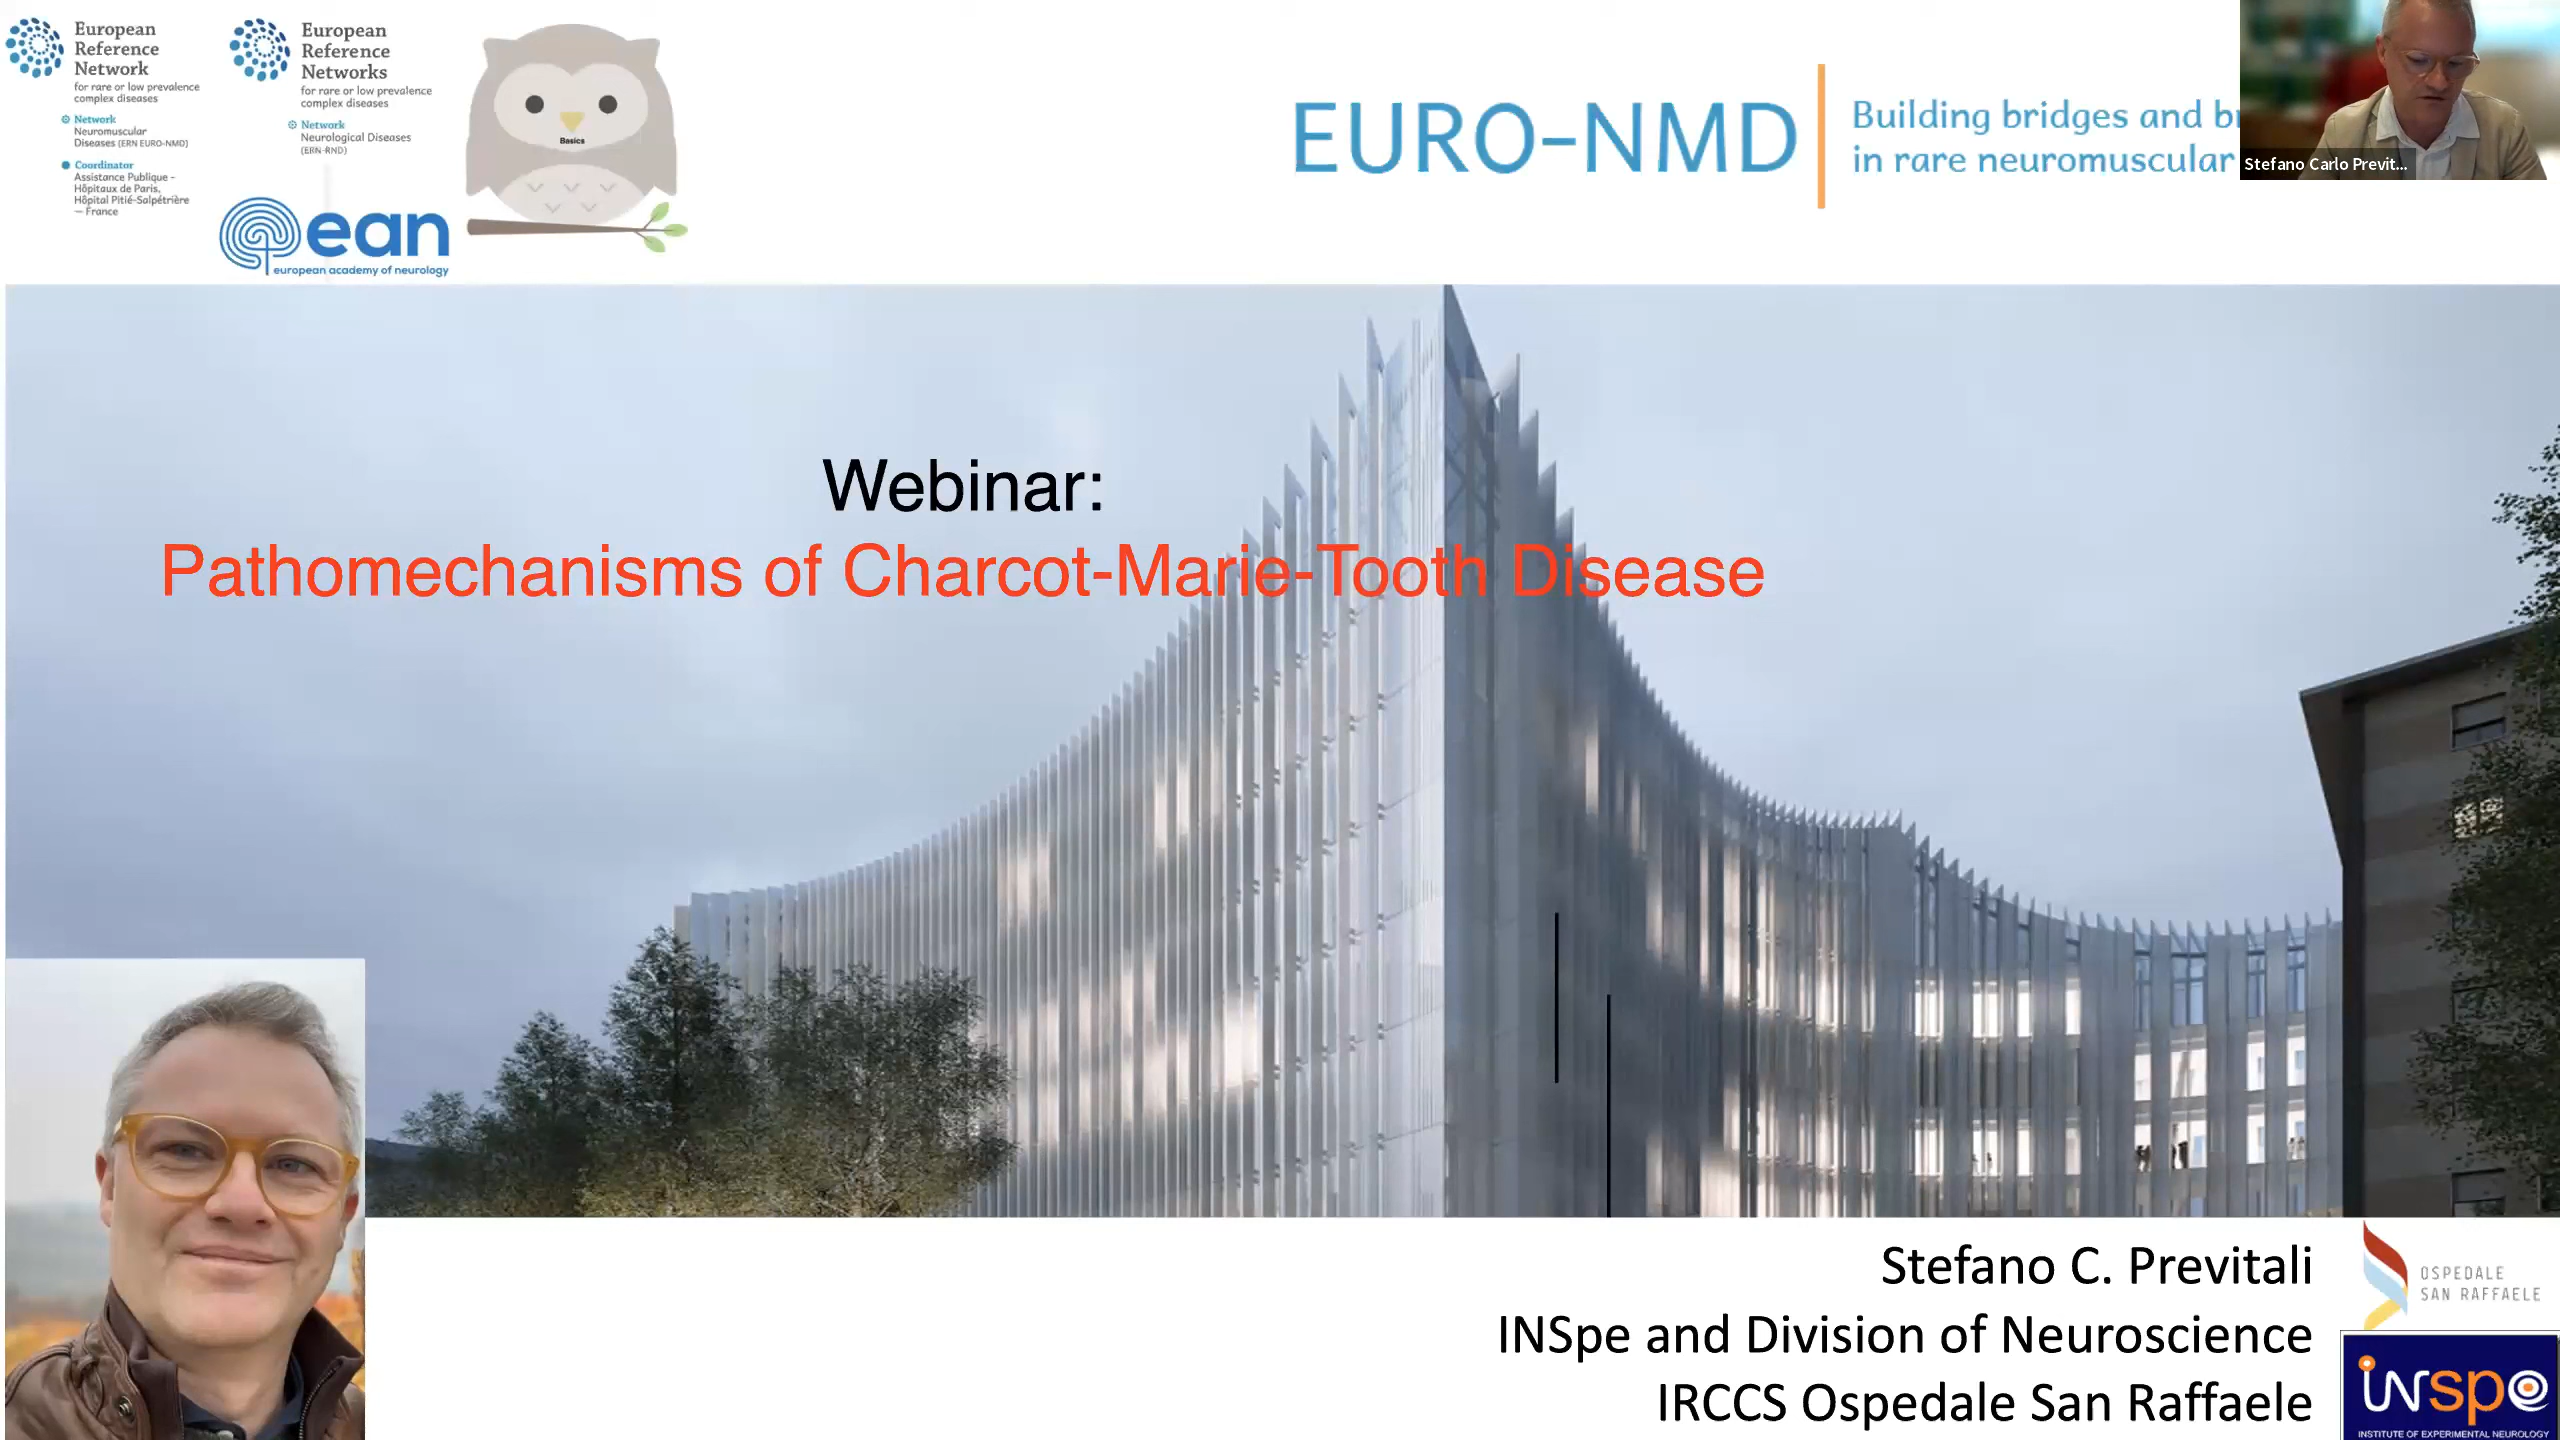 European
Reference
Network
for rare or low prevalence
complex diseases
Network
Neuromuscular
Diseases (ERN EURO-NMD)
Coordinator
Assistance Publique -
Hôpitaux de Paris,
Hôpital Pitié-Salpétrière
— France
European
Reference
Networks
for rare or low prevalence
complex diseases
Network
Neurological Diseases
(ERN-RND)
ean
european academy of neurology
Basics
EURO-NMD
Building bridges and
in rare neuromuscular
Stefano Carlo Previt...
Webinar:
Pathomechanisms of Charcot-Marie-Tooth Disease
Stefano C. Previtali
INSpe and Division of Neuroscience
IRCCS Ospedale San Raffaele
OSPEDALE
SAN RAFFAELE
inspe
INSTITUTE OF EXPERIMENTAL NEUROLOGY